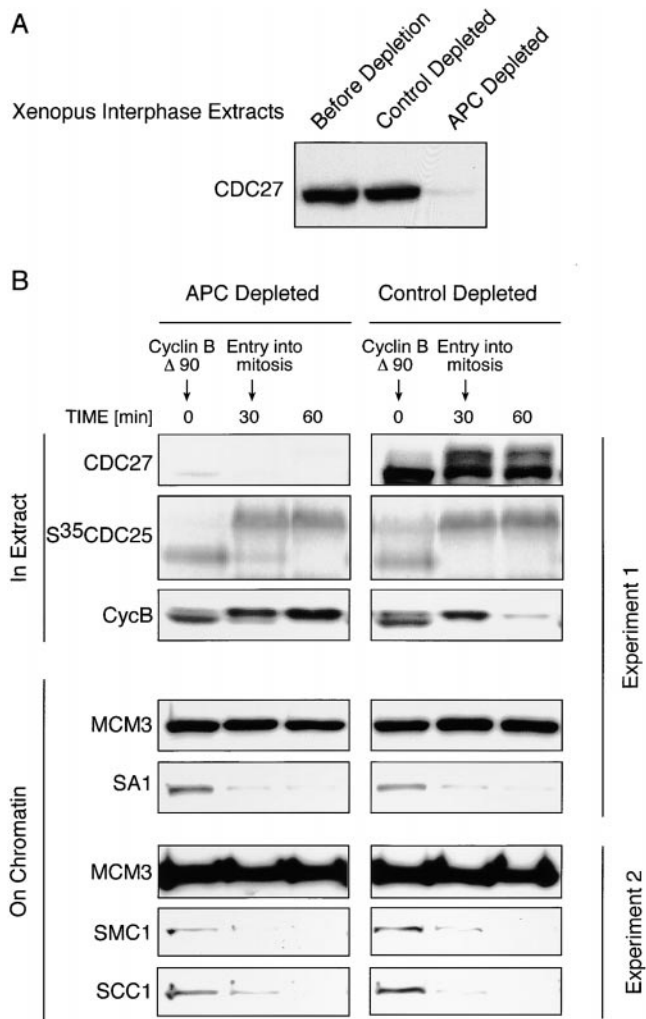 A
Xenopus Interphase Extracts
Before Depletion
Control Depleted
APC Depleted
CDC27
B
APC Depleted
Control Depleted
Cyclin B Δ 90
Entry into mitosis
Cyclin B Δ 90
Entry into mitosis
TIME [min] 0 30 60 0 30 60
In Extract
CDC27
S35CDC25
CycB
Experiment 1
On Chromatin
MCM3
SA1
MCM3
SMC1
SCC1
Experiment 2